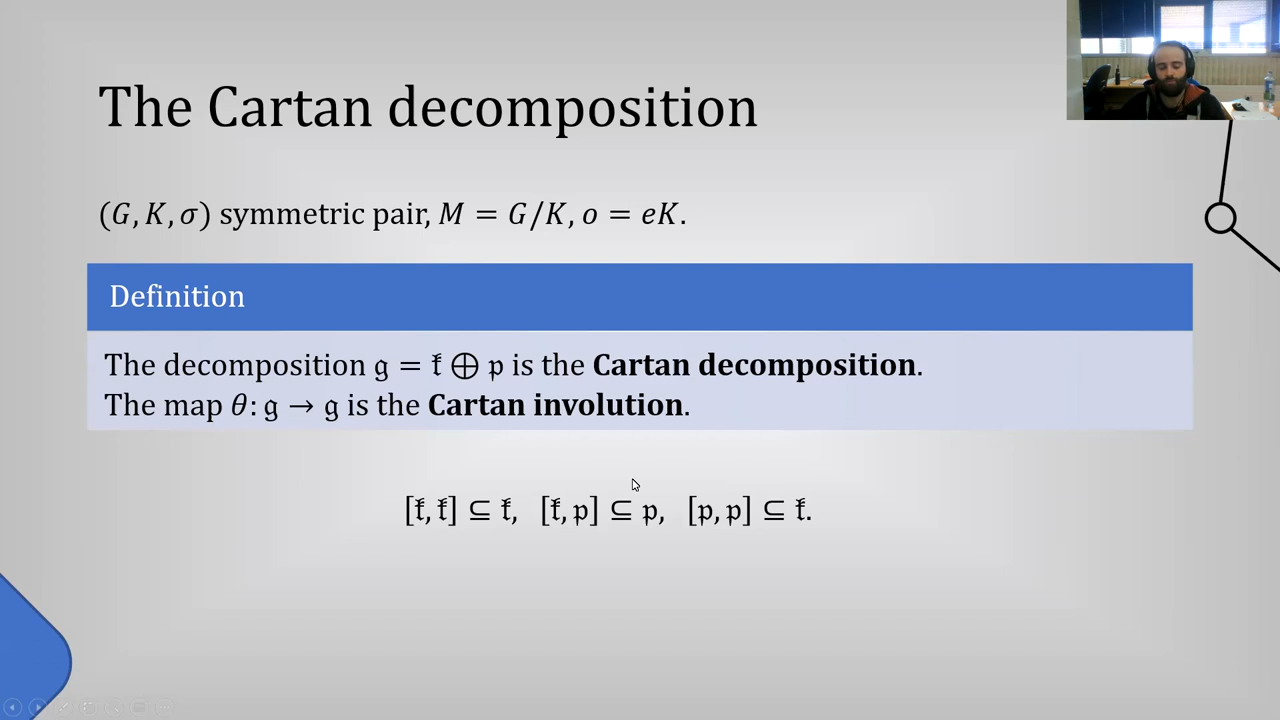 The Cartan decomposition
(𝐺, 𝐾, 𝜎) symmetric pair, 𝑀 = 𝐺/𝐾, 𝑜 = 𝑒𝐾.
Definition
The decomposition 𝔤 = 𝔨 ⊕ 𝔭 is the Cartan decomposition.
The map 𝜃: 𝔤 → 𝔤 is the Cartan involution.
[𝔨, 𝔨] ⊆ 𝔨, [𝔨, 𝔭] ⊆ 𝔭, [𝔭, 𝔭] ⊆ 𝔨.